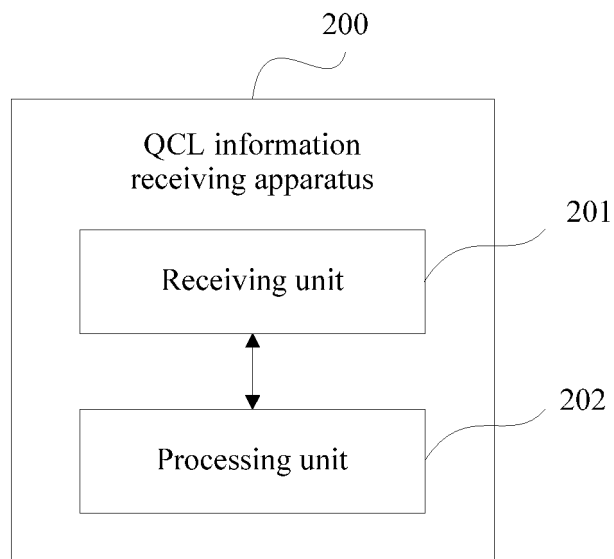 200
QCL information
receiving apparatus
201
Receiving unit
202
Processing unit